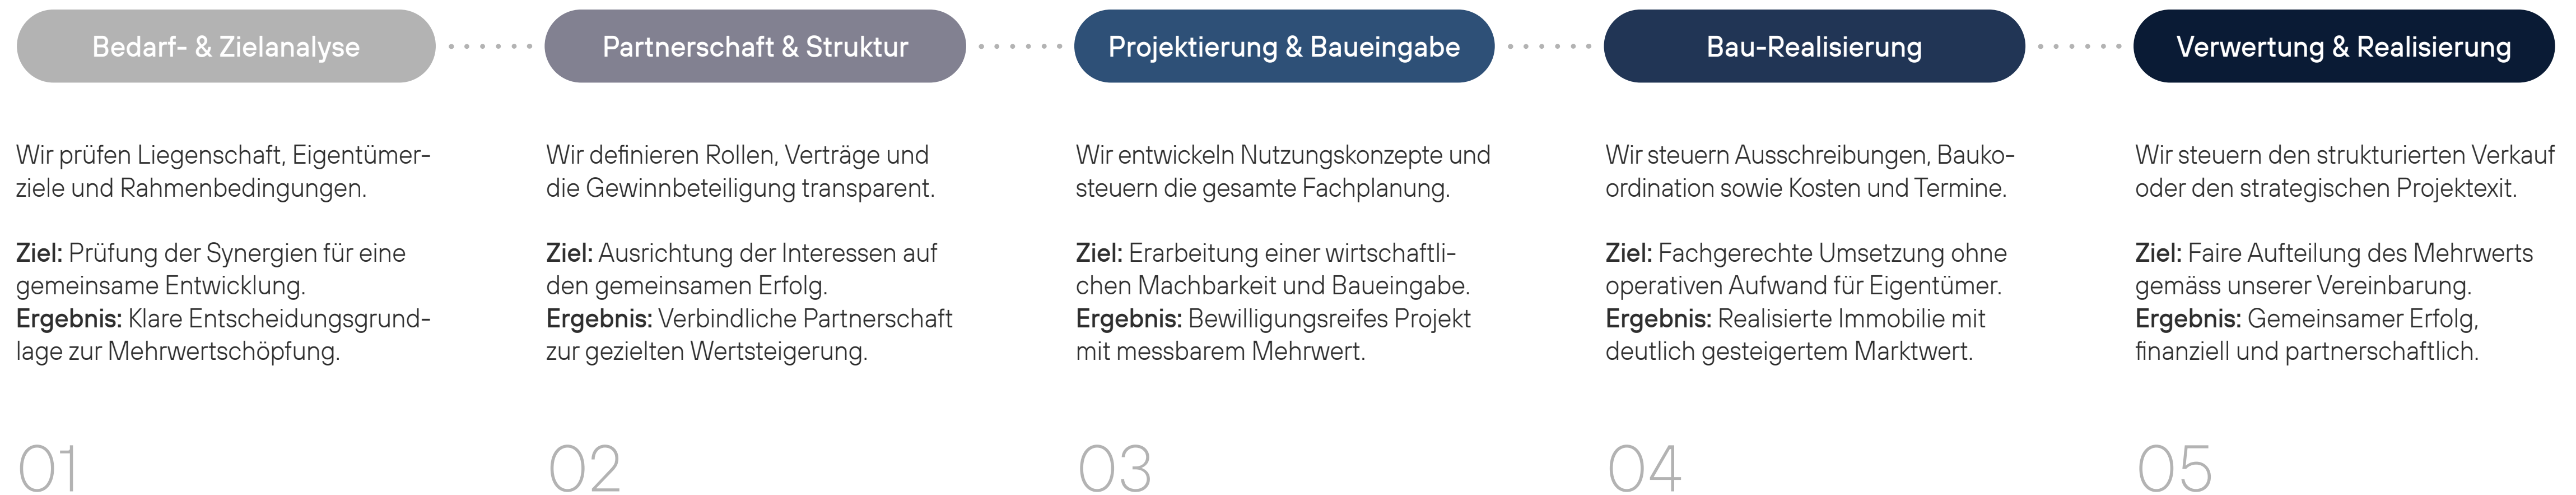 Bedarf- & Zielanalyse
Wir prüfen Liegenschaft, Eigentümer-
ziele und Rahmenbedingungen.
Ziel: Prüfung der Synergien für eine
gemeinsame Entwicklung.
Ergebnis: Klare Entscheidungsgrund-
lage zur Mehrwertschöpfung.
01
Partnerschaft & Struktur
Wir definieren Rollen, Verträge und
die Gewinnbeteiligung transparent.
Ziel: Ausrichtung der Interessen auf
den gemeinsamen Erfolg.
Ergebnis: Verbindliche Partnerschaft
zur gezielten Wertsteigerung.
02
Projektierung & Baueingabe
Wir entwickeln Nutzungskonzepte und
steuern die gesamte Fachplanung.
Ziel: Erarbeitung einer wirtschaftli-
chen Machbarkeit und Baueingabe.
Ergebnis: Bewilligungsreifes Projekt
mit messbarem Mehrwert.
03
Bau-Realisierung
Wir steuern Ausschreibungen, Bauko-
ordination sowie Kosten und Termine.
Ziel: Fachgerechte Umsetzung ohne
operativen Aufwand für Eigentümer.
Ergebnis: Realisierte Immobilie mit
deutlich gesteigertem Marktwert.
04
Verwertung & Realisierung
Wir steuern den strukturierten Verkauf
oder den strategischen Projektexit.
Ziel: Faire Aufteilung des Mehrwerts
gemäss unserer Vereinbarung.
Ergebnis: Gemeinsamer Erfolg,
finanziell und partnerschaftlich.
05